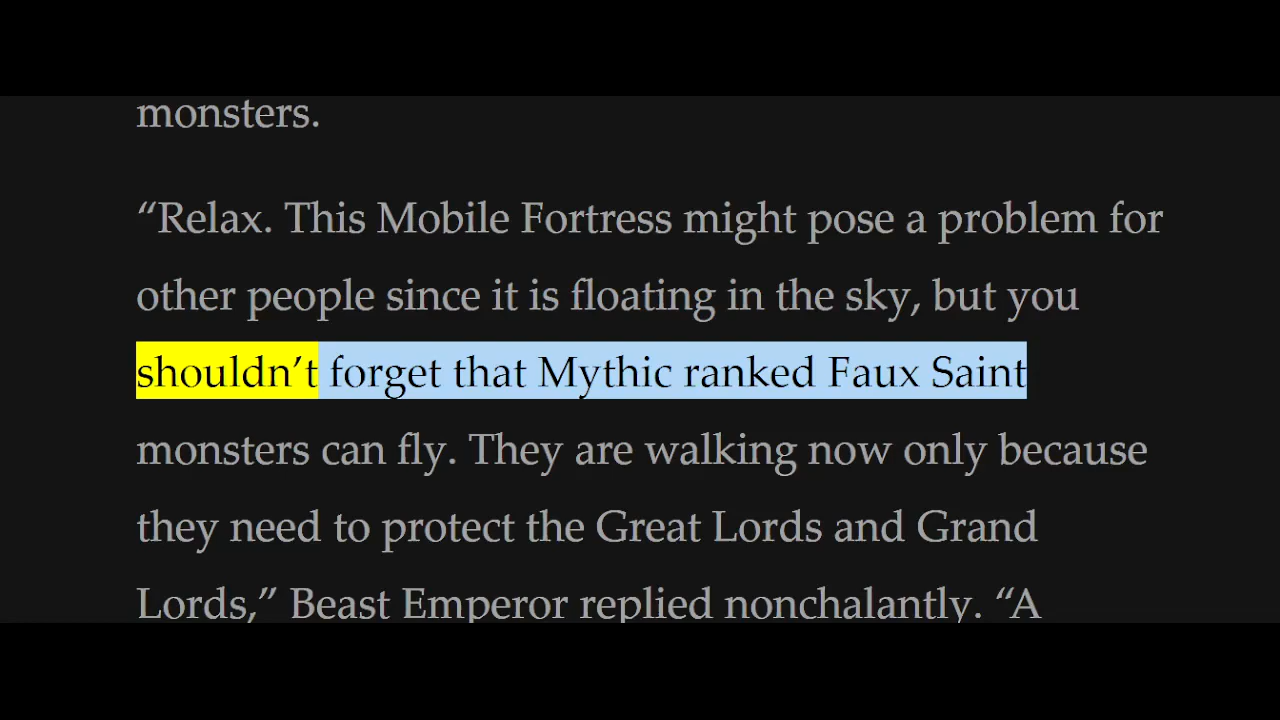 monsters.
“Relax. This Mobile Fortress might pose a problem for
other people since it is floating in the sky, but you
shouldn’t forget that Mythic ranked Faux Saint
monsters can fly. They are walking now only because
they need to protect the Great Lords and Grand
Lords,” Beast Emperor replied nonchalantly. “A